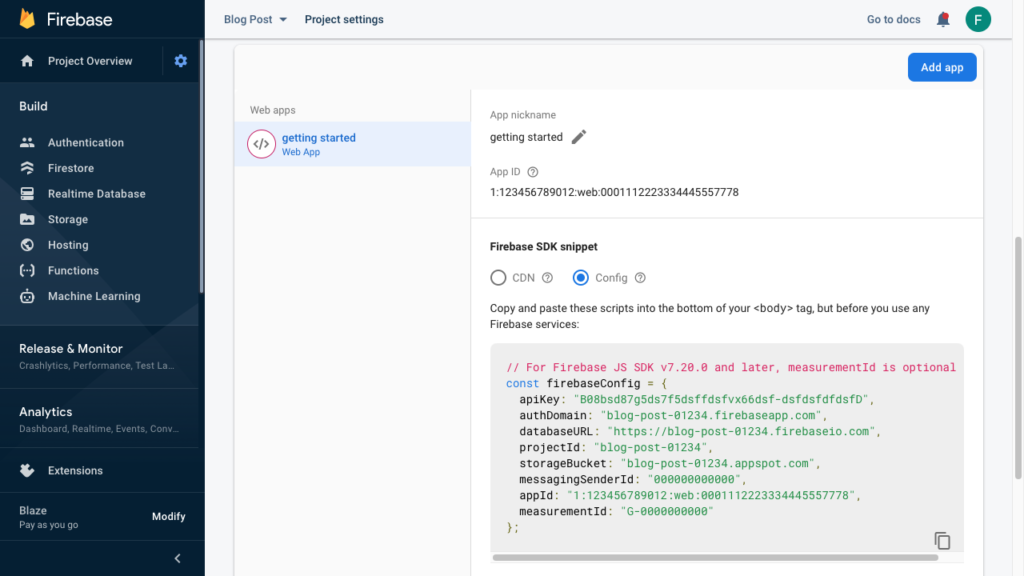 Firebase
Project Overview
Build
Authentication
Firestore
Realtime Database
Storage
Hosting
Functions
Machine Learning
Release & Monitor
Crashlytics, Performance, Test La...
Analytics
Dashboard, Realtime, Events, Conv...
Extensions
Blaze
Pay as you go
Modify
Blog Post
Project settings
Go to docs
F
Add app
Web apps
</>
getting started
Web App
App nickname
getting started
App ID
1:123456789012:web:0001112223334445557778
Firebase SDK snippet
CDN
Config
Copy and paste these scripts into the bottom of your <body> tag, but before you use any
Firebase services:
// For Firebase JS SDK v7.20.0 and later, measurementId is optional
const firebaseConfig = {
apiKey: "B08bsd87g5ds7f5dsffdsfvx66dsf-dsfdsfdfdsfD",
authDomain: "blog-post-01234.firebaseapp.com",
databaseURL: "https://blog-post-01234.firebaseio.com",
projectId: "blog-post-01234",
storageBucket: "blog-post-01234.appspot.com",
messagingSenderId: "000000000000",
appId: "1:123456789012:web:0001112223334445557778",
measurementId: "G-0000000000"
};